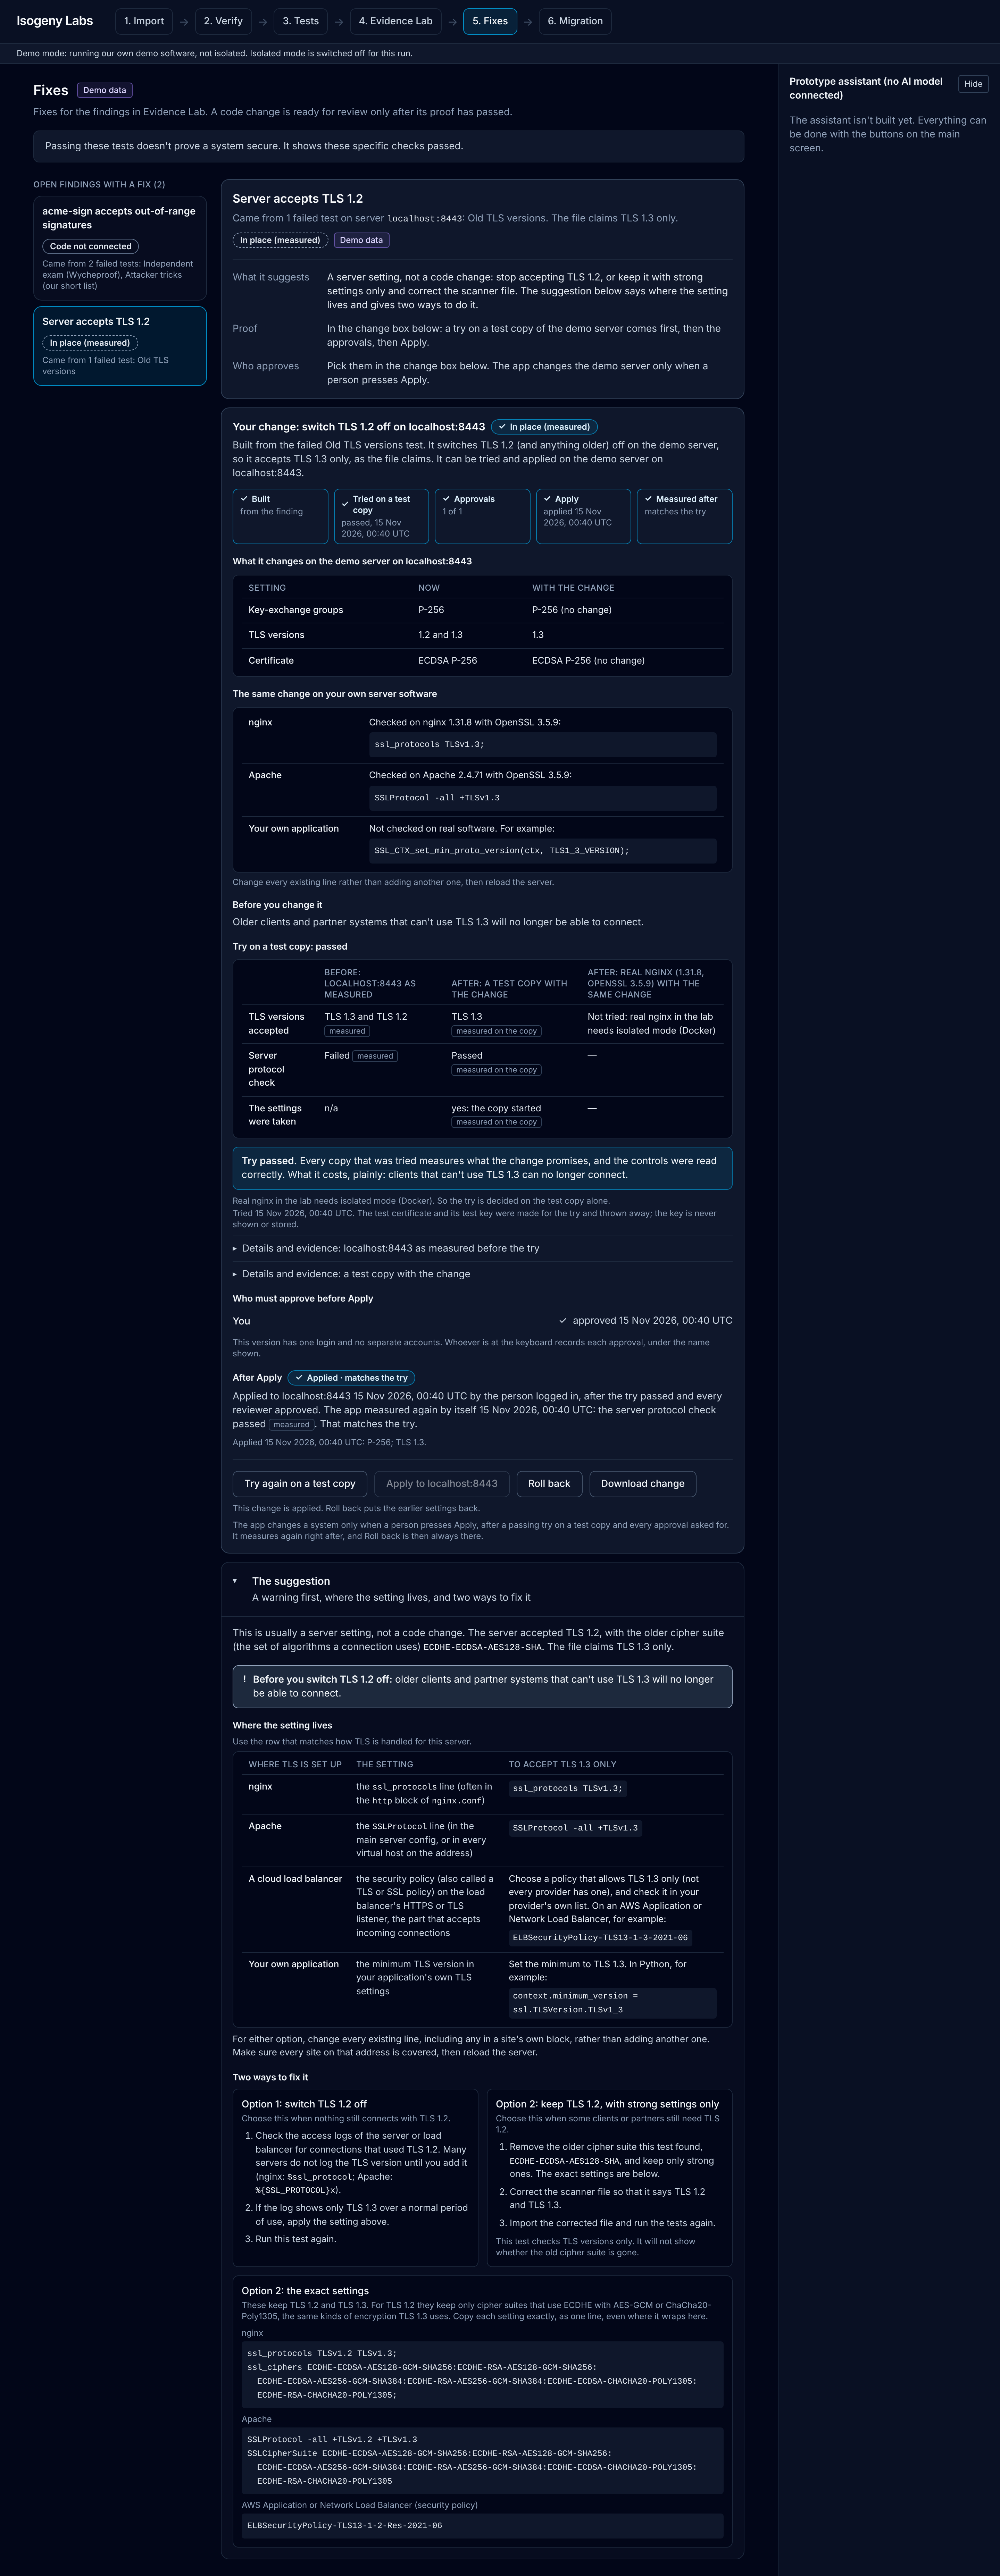 Isogeny Labs
1. Import → 2. Verify → 3. Tests → 4. Evidence Lab → 5. Fixes → 6. Migration
Demo mode: running our own demo software, not isolated. Isolated mode is switched off for this run.
Fixes Demo data
Fixes for the findings in Evidence Lab. A code change is ready for review only after its proof has passed.
Passing these tests doesn't prove a system secure. It shows these specific checks passed.
Prototype assistant (no AI model
connected)
Hide
The assistant isn't built yet. Everything can
be done with the buttons on the main
screen.
OPEN FINDINGS WITH A FIX (2)
acme-sign accepts out-of-range
signatures
Code not connected
Came from 2 failed tests: Independent
exam (Wycheproof), Attacker tricks
(our short list)
Server accepts TLS 1.2
In place (measured)
Came from 1 failed test: Old TLS
versions
Server accepts TLS 1.2
Came from 1 failed test on server localhost:8443: Old TLS versions. The file claims TLS 1.3 only.
In place (measured) Demo data
What it suggests
A server setting, not a code change: stop accepting TLS 1.2, or keep it with strong
settings only and correct the scanner file. The suggestion below says where the setting
lives and gives two ways to do it.
Proof
In the change box below: a try on a test copy of the demo server comes first, then the
approvals, then Apply.
Who approves
Pick them in the change box below. The app changes the demo server only when a
person presses Apply.
Your change: switch TLS 1.2 off on localhost:8443 ✓ In place (measured)
Built from the failed Old TLS versions test. It switches TLS 1.2 (and anything older) off on the demo server,
so it accepts TLS 1.3 only, as the file claims. It can be tried and applied on the demo server on
localhost:8443.
✓ Built
from the finding
✓ Tried on a test
copy
passed, 15 Nov
2026, 00:40 UTC
✓ Approvals
1 of 1
✓ Apply
applied 15 Nov
2026, 00:40 UTC
✓ Measured after
matches the try
What it changes on the demo server on localhost:8443
SETTING NOW WITH THE CHANGE
Key-exchange groups P-256 P-256 (no change)
TLS versions 1.2 and 1.3 1.3
Certificate ECDSA P-256 ECDSA P-256 (no change)
The same change on your own server software
nginx
Checked on nginx 1.31.8 with OpenSSL 3.5.9:
ssl_protocols TLSv1.3;
Apache
Checked on Apache 2.4.71 with OpenSSL 3.5.9:
SSLProtocol -all +TLSv1.3
Your own application
Not checked on real software. For example:
SSL_CTX_set_min_proto_version(ctx, TLS1_3_VERSION);
Change every existing line rather than adding another one, then reload the server.
Before you change it
Older clients and partner systems that can't use TLS 1.3 will no longer be able to connect.
Try on a test copy: passed
BEFORE:
LOCALHOST:8443 AS
MEASURED
AFTER: A TEST COPY WITH
THE CHANGE
AFTER: REAL NGINX (1.31.8,
OPENSSL 3.5.9) WITH THE
SAME CHANGE
TLS versions
accepted
TLS 1.3 and TLS 1.2
measured
TLS 1.3
measured on the copy
Not tried: real nginx in the lab
needs isolated mode (Docker)
Server
protocol
check
Failed measured
Passed
measured on the copy
—
The settings
were taken
n/a
yes: the copy started
measured on the copy
—
Try passed. Every copy that was tried measures what the change promises, and the controls were read
correctly. What it costs, plainly: clients that can't use TLS 1.3 can no longer connect.
Real nginx in the lab needs isolated mode (Docker). So the try is decided on the test copy alone.
Tried 15 Nov 2026, 00:40 UTC. The test certificate and its test key were made for the try and thrown away; the key is never
shown or stored.
▸ Details and evidence: localhost:8443 as measured before the try
▸ Details and evidence: a test copy with the change
Who must approve before Apply
You ✓ approved 15 Nov 2026, 00:40 UTC
This version has one login and no separate accounts. Whoever is at the keyboard records each approval, under the name
shown.
After Apply ✓ Applied · matches the try
Applied to localhost:8443 15 Nov 2026, 00:40 UTC by the person logged in, after the try passed and every
reviewer approved. The app measured again by itself 15 Nov 2026, 00:40 UTC: the server protocol check
passed measured. That matches the try.
Applied 15 Nov 2026, 00:40 UTC: P-256; TLS 1.3.
Try again on a test copy Apply to localhost:8443 Roll back Download change
This change is applied. Roll back puts the earlier settings back.
The app changes a system only when a person presses Apply, after a passing try on a test copy and every approval asked for.
It measures again right after, and Roll back is then always there.
▾ The suggestion
A warning first, where the setting lives, and two ways to fix it
This is usually a server setting, not a code change. The server accepted TLS 1.2, with the older cipher suite
(the set of algorithms a connection uses) ECDHE-ECDSA-AES128-SHA. The file claims TLS 1.3 only.
! Before you switch TLS 1.2 off: older clients and partner systems that can't use TLS 1.3 will no longer
be able to connect.
Where the setting lives
Use the row that matches how TLS is handled for this server.
WHERE TLS IS SET UP THE SETTING TO ACCEPT TLS 1.3 ONLY
nginx
the ssl_protocols line (often in
the http block of nginx.conf)
ssl_protocols TLSv1.3;
Apache
the SSLProtocol line (in the
main server config, or in every
virtual host on the address)
SSLProtocol -all +TLSv1.3
A cloud load balancer
the security policy (also called a
TLS or SSL policy) on the load
balancer's HTTPS or TLS
listener, the part that accepts
incoming connections
Choose a policy that allows TLS 1.3 only (not
every provider has one), and check it in your
provider's own list. On an AWS Application or
Network Load Balancer, for example:
ELBSecurityPolicy-TLS13-1-3-2021-06
Your own application
the minimum TLS version in
your application's own TLS
settings
Set the minimum to TLS 1.3. In Python, for
example:
context.minimum_version =
ssl.TLSVersion.TLSv1_3
For either option, change every existing line, including any in a site's own block, rather than adding another one.
Make sure every site on that address is covered, then reload the server.
Two ways to fix it
Option 1: switch TLS 1.2 off
Choose this when nothing still connects with TLS 1.2.
1. Check the access logs of the server or load
balancer for connections that used TLS 1.2. Many
servers do not log the TLS version until you add it
(nginx: $ssl_protocol; Apache:
%{SSL_PROTOCOL}x).
2. If the log shows only TLS 1.3 over a normal period
of use, apply the setting above.
3. Run this test again.
Option 2: keep TLS 1.2, with strong settings only
Choose this when some clients or partners still need TLS
1.2.
1. Remove the older cipher suite this test found,
ECDHE-ECDSA-AES128-SHA, and keep only strong
ones. The exact settings are below.
2. Correct the scanner file so that it says TLS 1.2
and TLS 1.3.
3. Import the corrected file and run the tests again.
This test checks TLS versions only. It will not show
whether the old cipher suite is gone.
Option 2: the exact settings
These keep TLS 1.2 and TLS 1.3. For TLS 1.2 they keep only cipher suites that use ECDHE with AES-GCM or ChaCha20-
Poly1305, the same kinds of encryption TLS 1.3 uses. Copy each setting exactly, as one line, even where it wraps here.
nginx
ssl_protocols TLSv1.2 TLSv1.3;
ssl_ciphers ECDHE-ECDSA-AES128-GCM-SHA256:ECDHE-RSA-AES128-GCM-SHA256:
ECDHE-ECDSA-AES256-GCM-SHA384:ECDHE-RSA-AES256-GCM-SHA384:ECDHE-ECDSA-CHACHA20-POLY1305:
ECDHE-RSA-CHACHA20-POLY1305;
Apache
SSLProtocol -all +TLSv1.2 +TLSv1.3
SSLCipherSuite ECDHE-ECDSA-AES128-GCM-SHA256:ECDHE-RSA-AES128-GCM-SHA256:
ECDHE-ECDSA-AES256-GCM-SHA384:ECDHE-RSA-AES256-GCM-SHA384:ECDHE-ECDSA-CHACHA20-POLY1305:
ECDHE-RSA-CHACHA20-POLY1305
AWS Application or Network Load Balancer (security policy)
ELBSecurityPolicy-TLS13-1-2-Res-2021-06